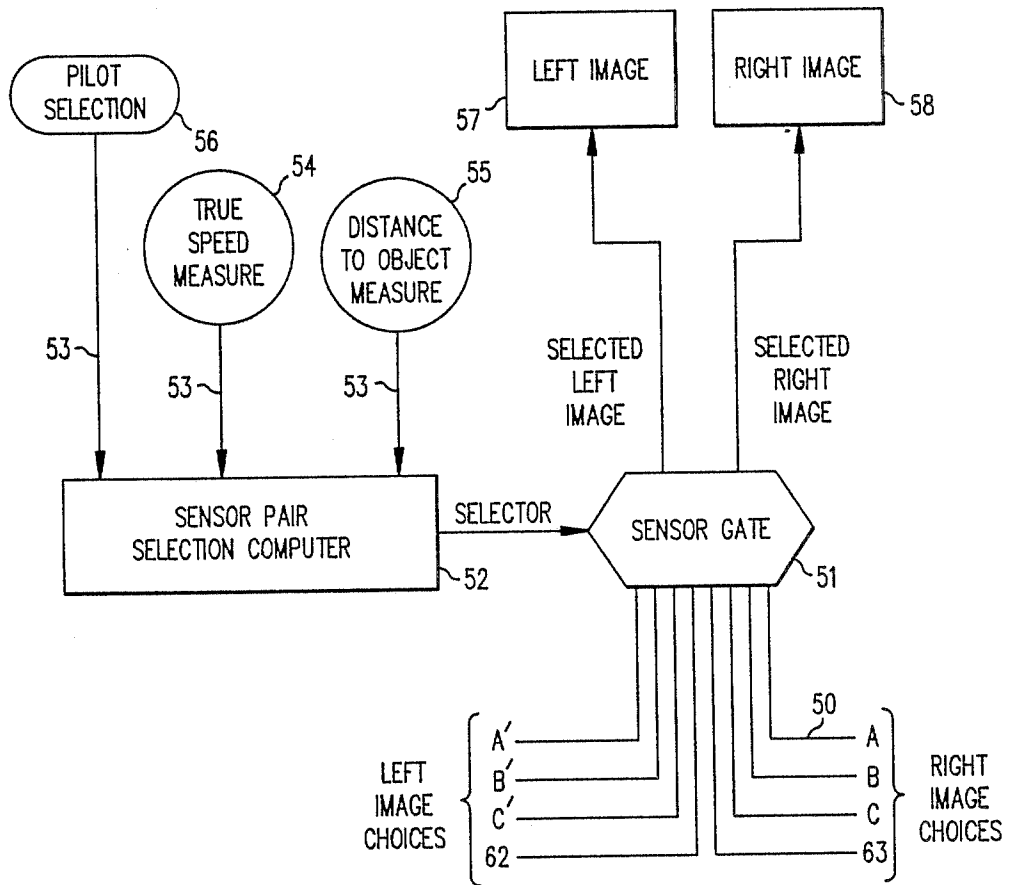 PILOT
SELECTION
56
LEFT IMAGE
57
RIGHT IMAGE
58
54
TRUE
SPEED
MEASURE
55
DISTANCE
TO OBJECT
MEASURE
53
53
53
SELECTED
LEFT
IMAGE
SELECTED
RIGHT
IMAGE
SENSOR PAIR
SELECTION COMPUTER
52
SELECTOR
SENSOR GATE
51
LEFT
IMAGE
CHOICES
A′
B′
C′
62
50
A
B
C
63
RIGHT
IMAGE
CHOICES